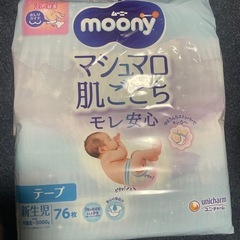 ムーニー
moony
マシュマロ
肌ごこち
モレ安心
テープ
新生児
76枚
unicharm
ユニ・チャーム